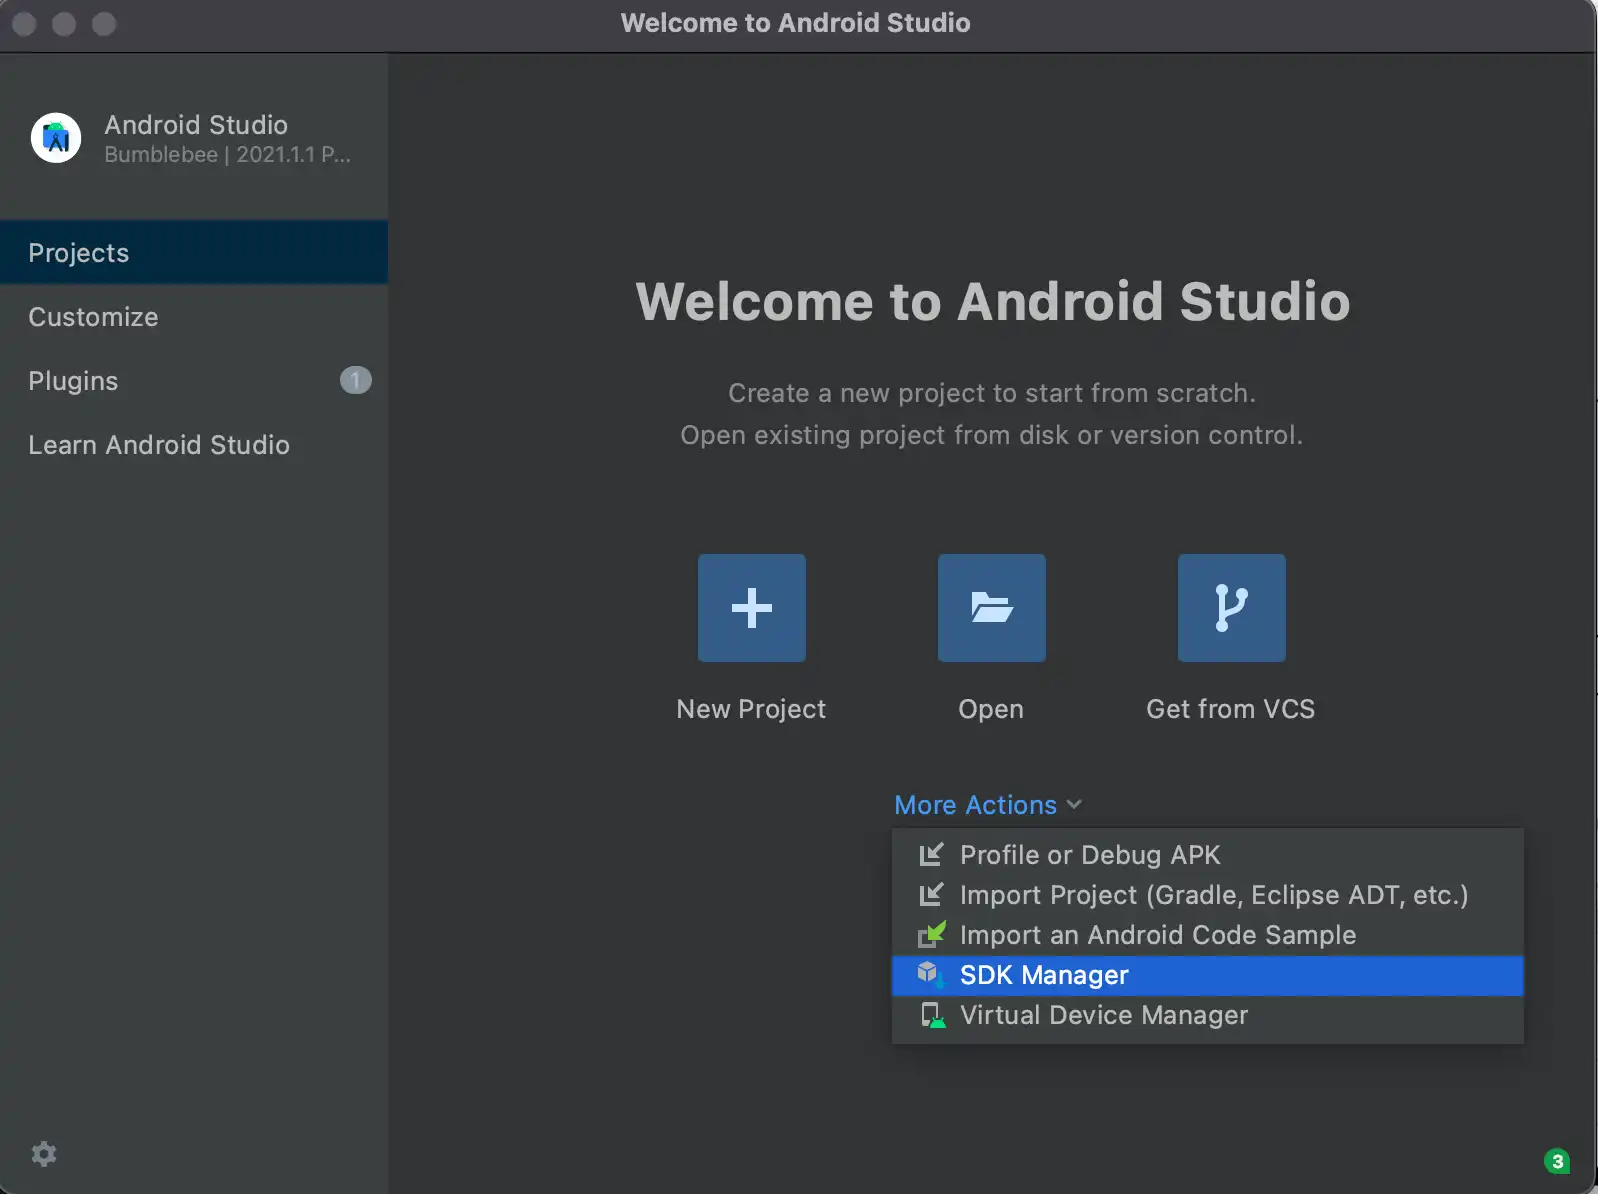 Welcome to Android Studio
Android Studio
Bumblebee | 2021.1.1 P...
Projects
Customize
Plugins 1
Learn Android Studio
Welcome to Android Studio
Create a new project to start from scratch.
Open existing project from disk or version control.
New Project
Open
Get from VCS
More Actions
Profile or Debug APK
Import Project (Gradle, Eclipse ADT, etc.)
Import an Android Code Sample
SDK Manager
Virtual Device Manager
3